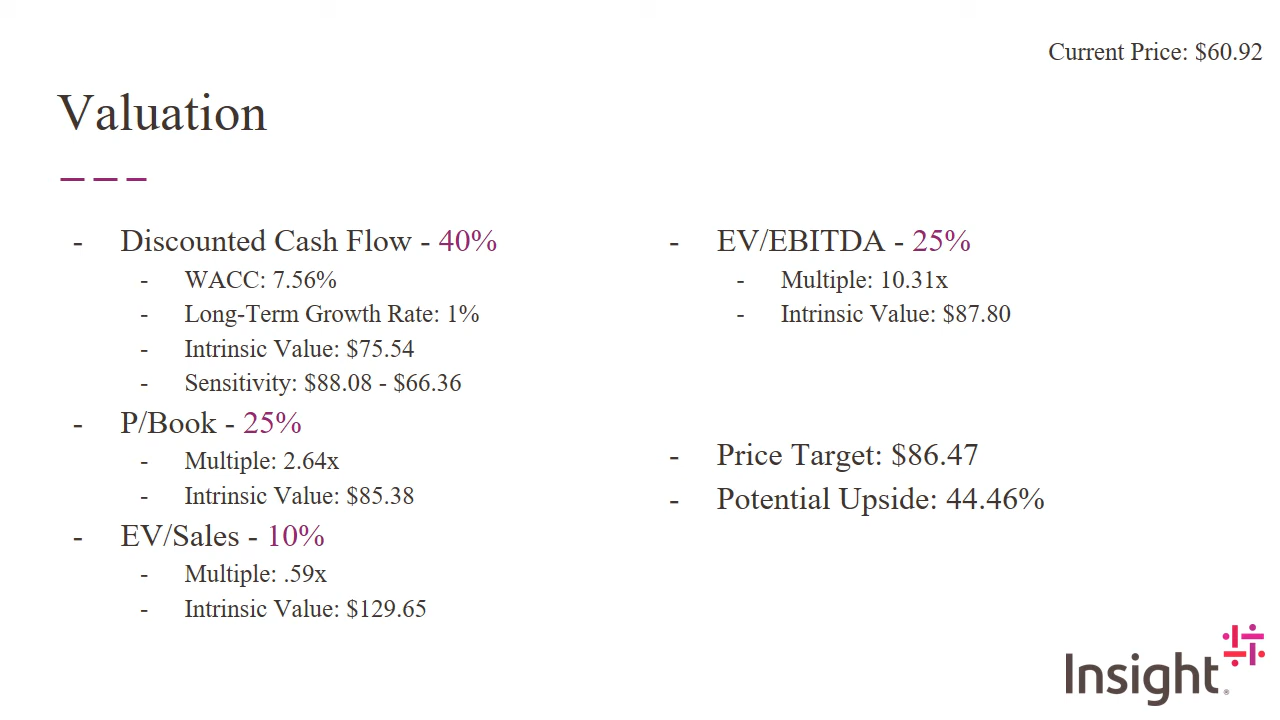 Current Price: $60.92
Valuation
- Discounted Cash Flow - 40%
- WACC: 7.56%
- Long-Term Growth Rate: 1%
- Intrinsic Value: $75.54
- Sensitivity: $88.08 - $66.36
- P/Book - 25%
- Multiple: 2.64x
- Intrinsic Value: $85.38
- EV/Sales - 10%
- Multiple: .59x
- Intrinsic Value: $129.65
- EV/EBITDA - 25%
- Multiple: 10.31x
- Intrinsic Value: $87.80
- Price Target: $86.47
- Potential Upside: 44.46%
Insight®